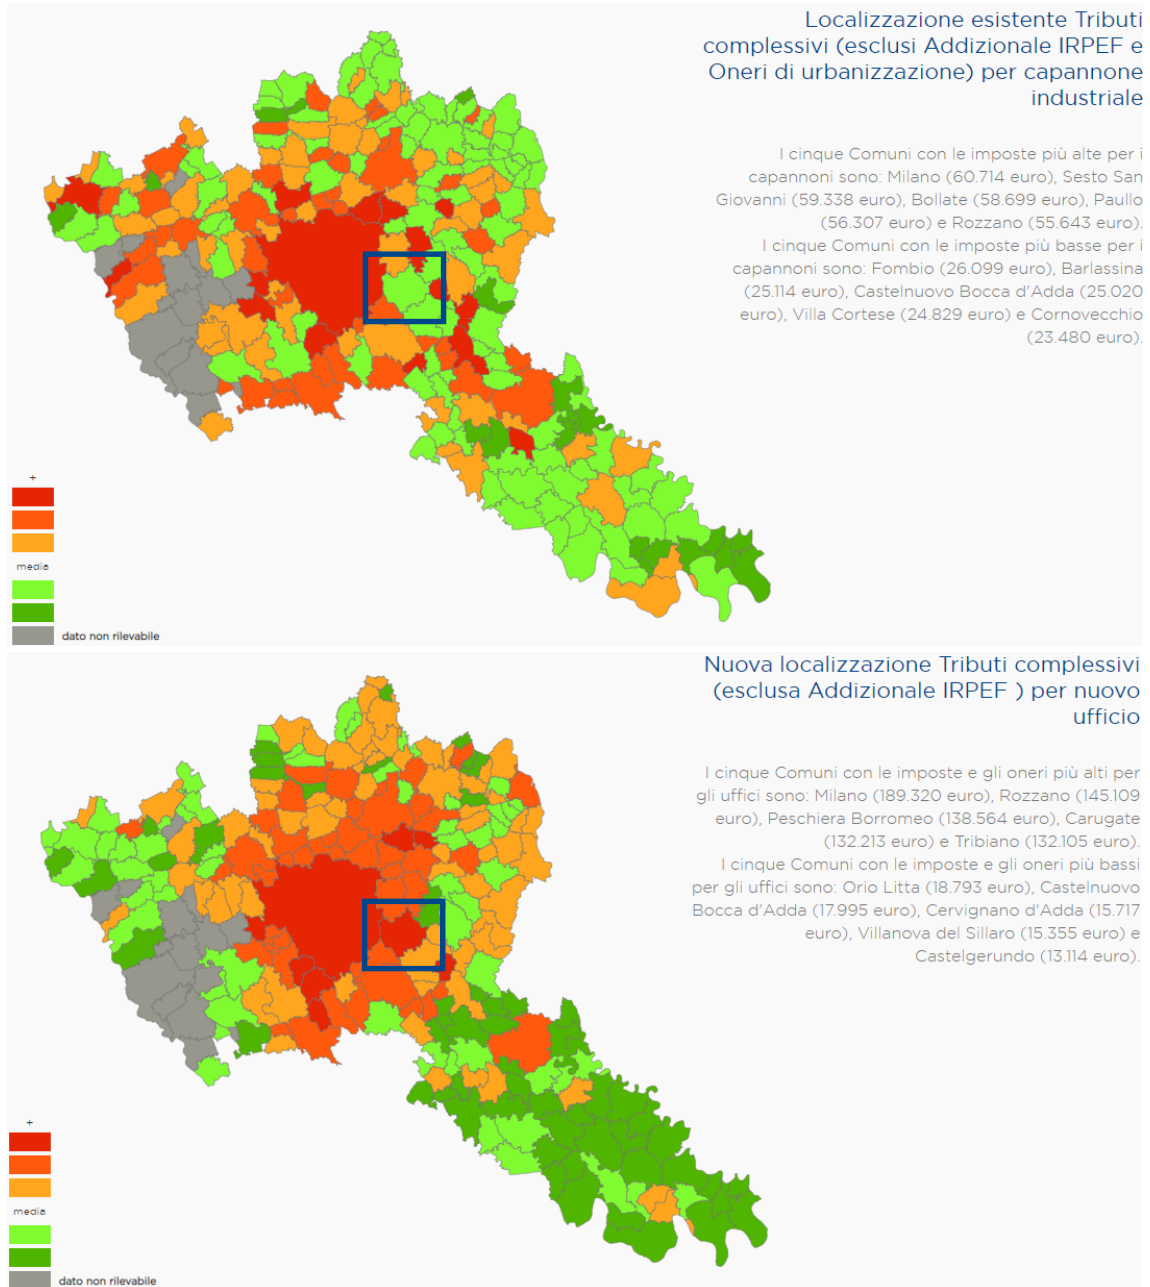 Localizzazione esistente Tributi
complessivi (esclusi Addizionale IRPEF e
Oneri di urbanizzazione) per capannone
industriale
I cinque Comuni con le imposte più alte per i
capannoni sono: Milano (60.714 euro), Sesto San
Giovanni (59.338 euro), Bollate (58.699 euro), Paullo
(56.307 euro) e Rozzano (55.643 euro).
I cinque Comuni con le imposte più basse per i
capannoni sono: Fombio (26.099 euro), Barlassina
(25.114 euro), Castelnuovo Bocca d'Adda (25.020
euro), Villa Cortese (24.829 euro) e Cornovecchio
(23.480 euro).
+
media
dato non rilevabile
Nuova localizzazione Tributi complessivi
(esclusa Addizionale IRPEF ) per nuovo
ufficio
I cinque Comuni con le imposte e gli oneri più alti per
gli uffici sono: Milano (189.320 euro), Rozzano (145.109
euro), Peschiera Borromeo (138.564 euro), Carugate
(132.213 euro) e Tribiano (132.105 euro).
I cinque Comuni con le imposte e gli oneri più bassi
per gli uffici sono: Orio Litta (18.793 euro), Castelnuovo
Bocca d'Adda (17.995 euro), Cervignano d'Adda (15.717
euro), Villanova del Sillaro (15.355 euro) e
Castelgerundo (13.114 euro).
+
media
dato non rilevabile